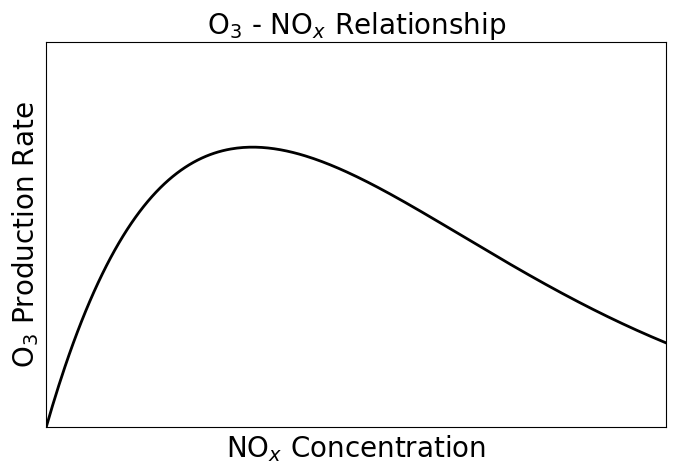 O₃ - NOₓ Relationship
O₃ Production Rate
NOₓ Concentration